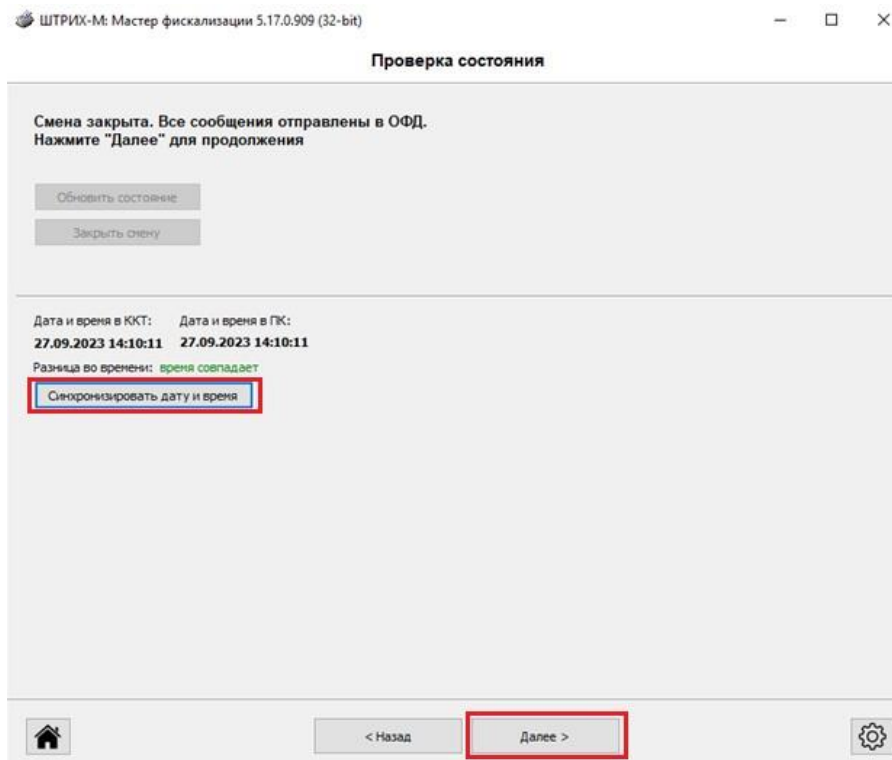 ШТРИХ-М: Мастер фискализации 5.17.0.909 (32-bit)
Проверка состояния
Смена закрыта. Все сообщения отправлены в ОФД.
Нажмите "Далее" для продолжения
Обновить состояние
Закрыть смену
Дата и время в ККТ: Дата и время в ПК:
27.09.2023 14:10:11 27.09.2023 14:10:11
Разница во времени: время совпадает
Синхронизировать дату и время
< Назад Далее >